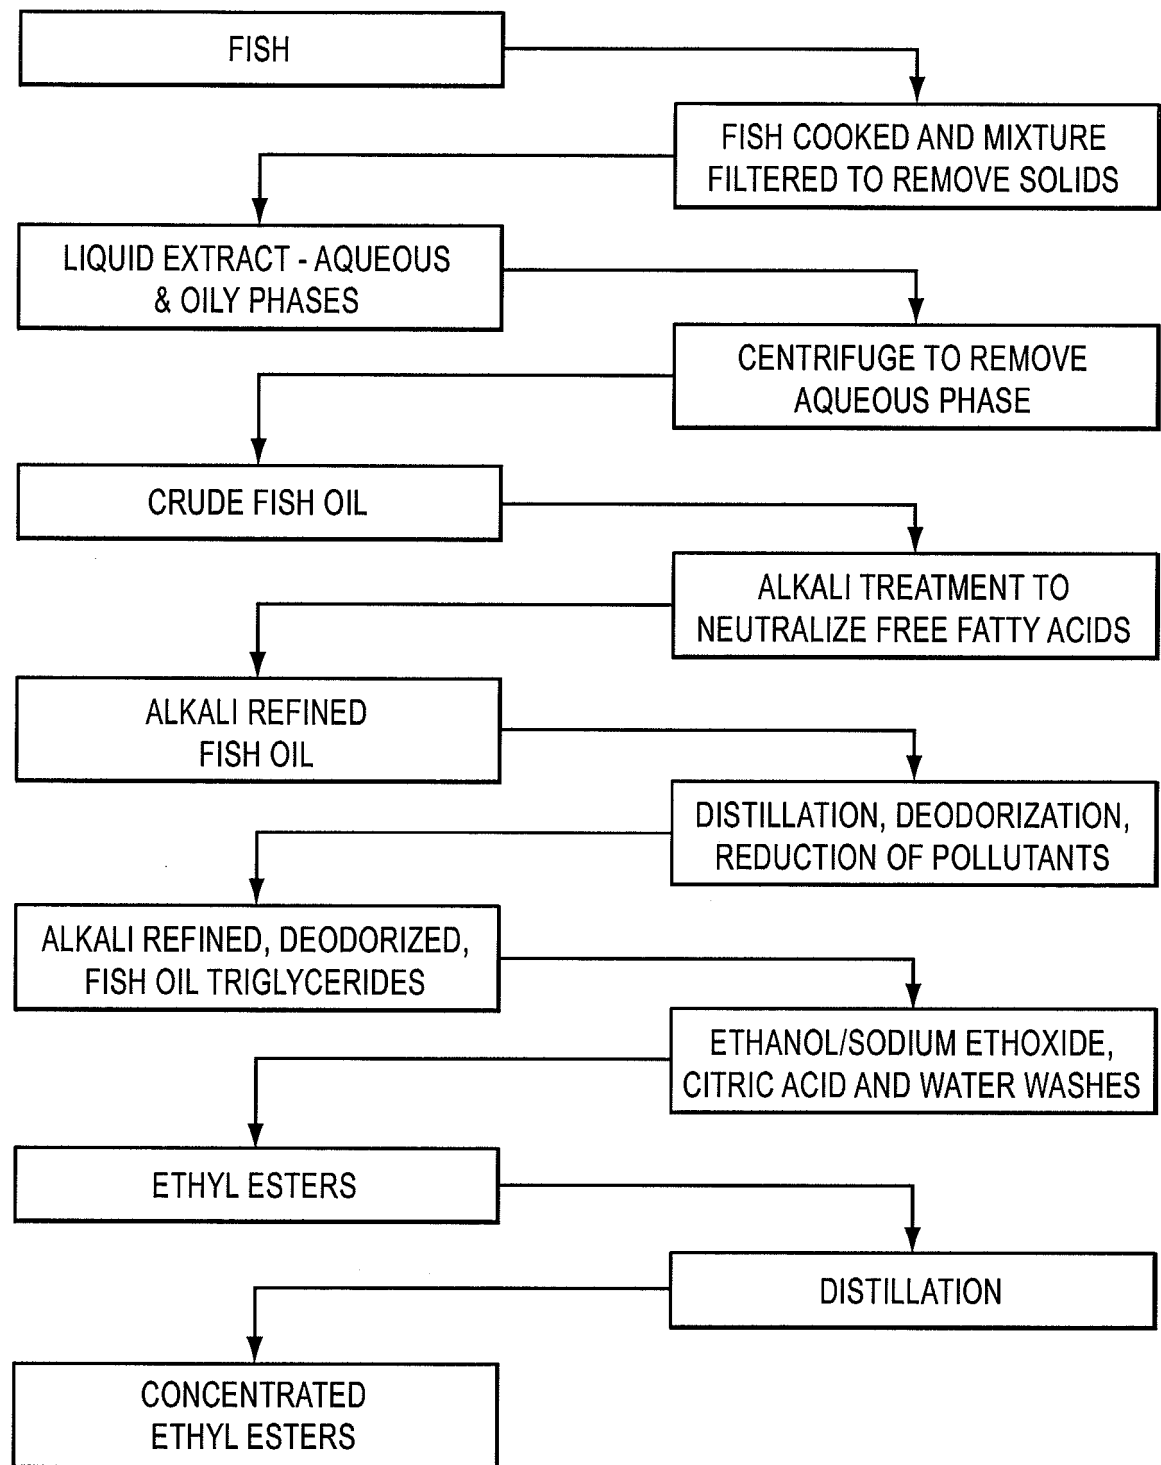 FISH
FISH COOKED AND MIXTURE
FILTERED TO REMOVE SOLIDS
LIQUID EXTRACT - AQUEOUS
& OILY PHASES
CENTRIFUGE TO REMOVE
AQUEOUS PHASE
CRUDE FISH OIL
ALKALI TREATMENT TO
NEUTRALIZE FREE FATTY ACIDS
ALKALI REFINED
FISH OIL
DISTILLATION, DEODORIZATION,
REDUCTION OF POLLUTANTS
ALKALI REFINED, DEODORIZED,
FISH OIL TRIGLYCERIDES
ETHANOL/SODIUM ETHOXIDE,
CITRIC ACID AND WATER WASHES
ETHYL ESTERS
DISTILLATION
CONCENTRATED
ETHYL ESTERS